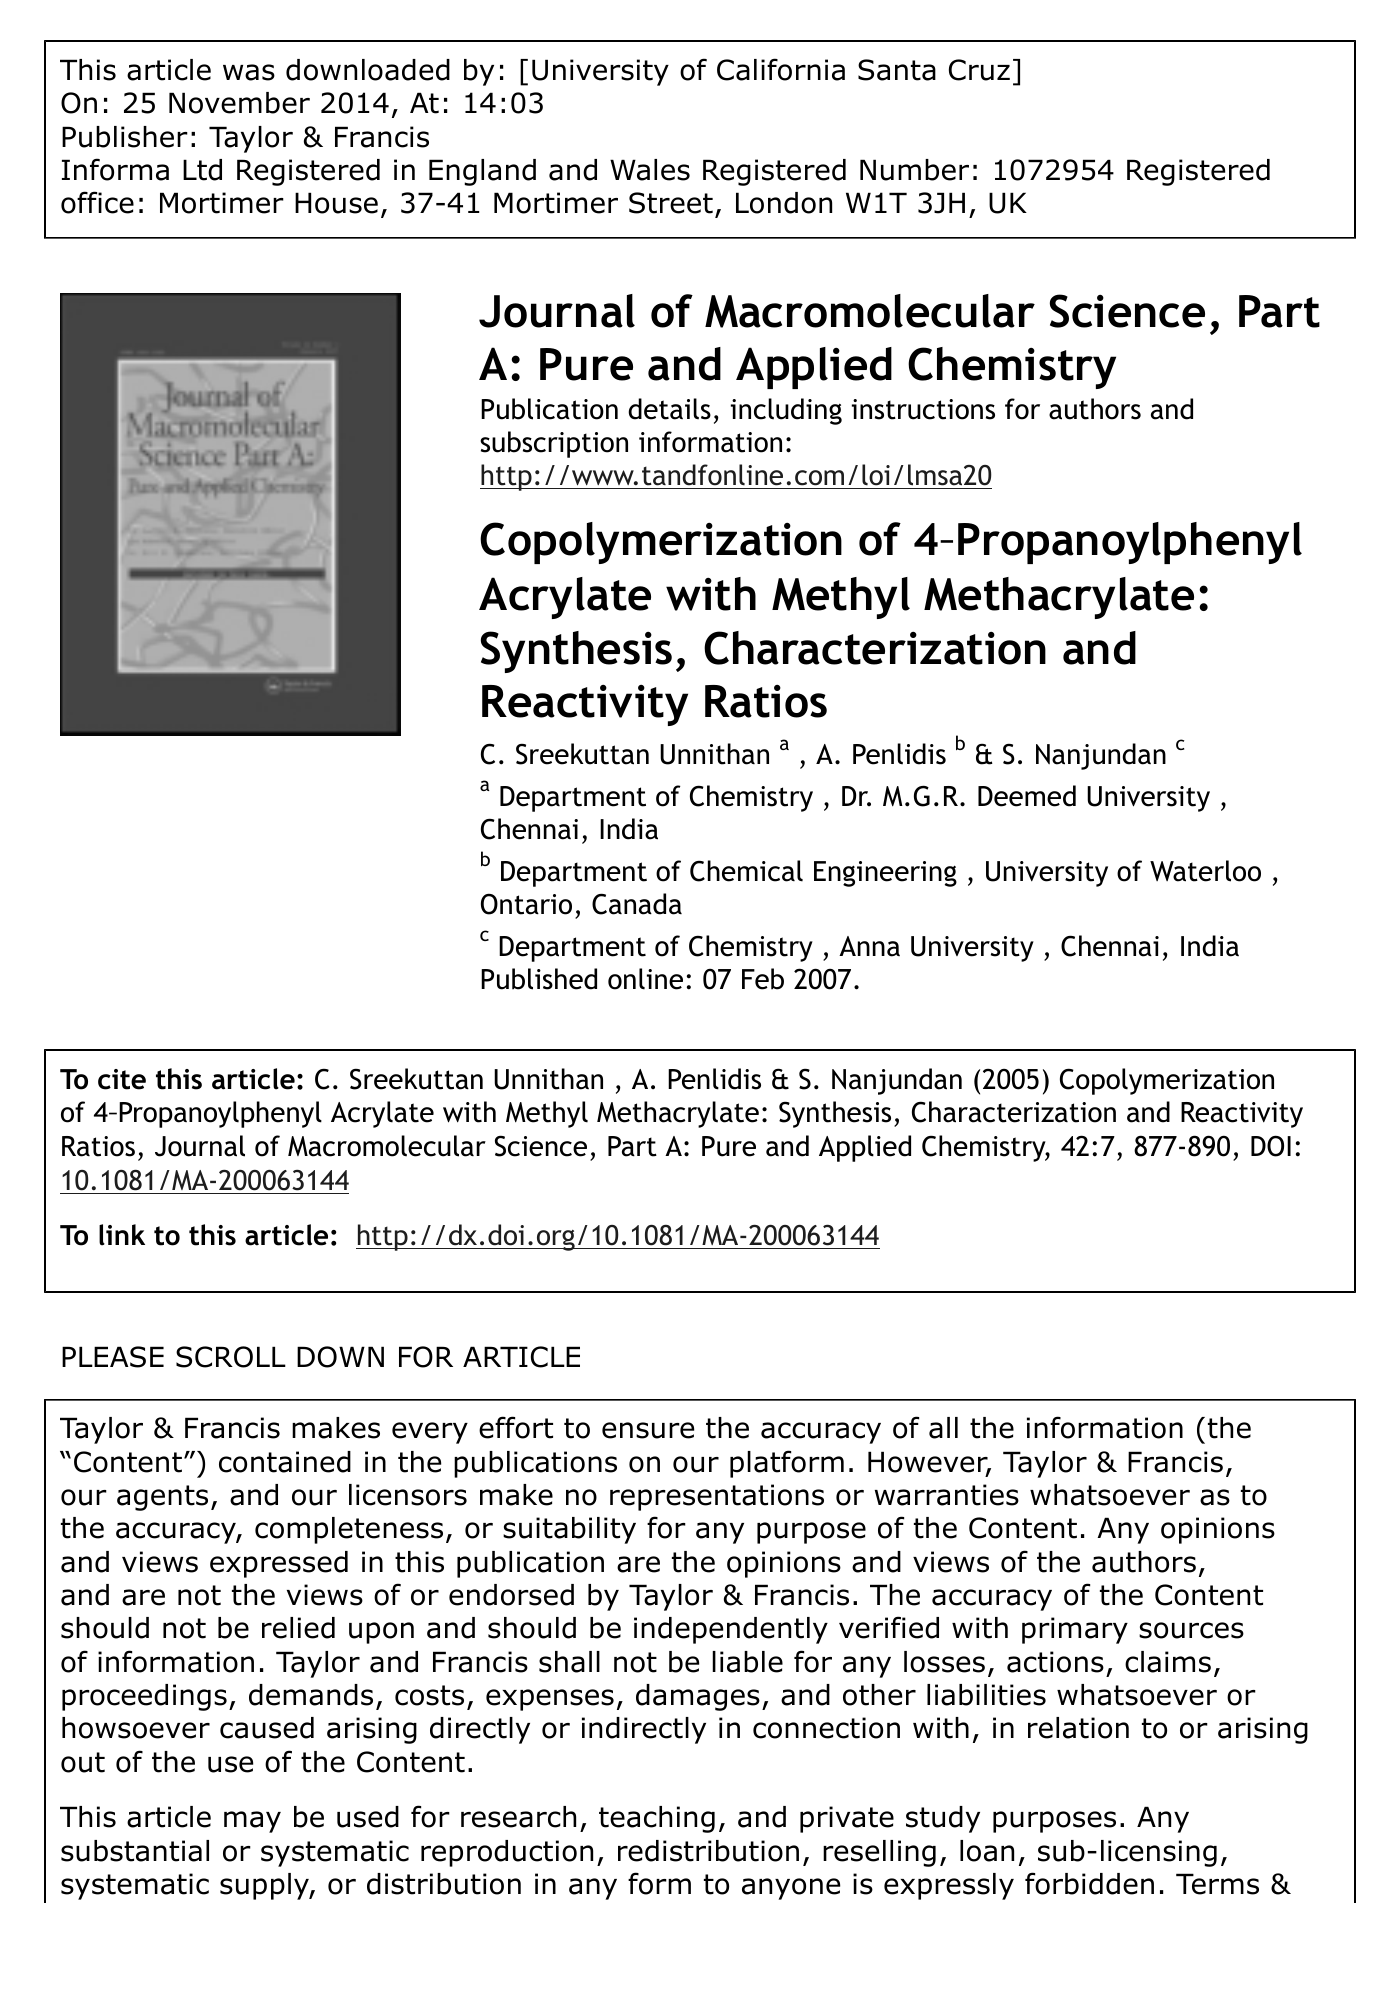 This article was downloaded by: [University of California Santa Cruz]
On: 25 November 2014, At: 14:03
Publisher: Taylor & Francis
Informa Ltd Registered in England and Wales Registered Number: 1072954 Registered
office: Mortimer House, 37-41 Mortimer Street, London W1T 3JH, UK
Journal of
Macromolecular
Science Part A:
Pure and Applied Chemistry
Journal of Macromolecular Science, Part
A: Pure and Applied Chemistry
Publication details, including instructions for authors and
subscription information:
http://www.tandfonline.com/loi/lmsa20
Copolymerization of 4‐Propanoylphenyl
Acrylate with Methyl Methacrylate:
Synthesis, Characterization and
Reactivity Ratios
C. Sreekuttan Unnithan a , A. Penlidis b & S. Nanjundan c
a Department of Chemistry , Dr. M.G.R. Deemed University ,
Chennai, India
b Department of Chemical Engineering , University of Waterloo ,
Ontario, Canada
c Department of Chemistry , Anna University , Chennai, India
Published online: 07 Feb 2007.
To cite this article: C. Sreekuttan Unnithan , A. Penlidis & S. Nanjundan (2005) Copolymerization
of 4‐Propanoylphenyl Acrylate with Methyl Methacrylate: Synthesis, Characterization and Reactivity
Ratios, Journal of Macromolecular Science, Part A: Pure and Applied Chemistry, 42:7, 877-890, DOI:
10.1081/MA-200063144
To link to this article: http://dx.doi.org/10.1081/MA-200063144
PLEASE SCROLL DOWN FOR ARTICLE
Taylor & Francis makes every effort to ensure the accuracy of all the information (the
“Content”) contained in the publications on our platform. However, Taylor & Francis,
our agents, and our licensors make no representations or warranties whatsoever as to
the accuracy, completeness, or suitability for any purpose of the Content. Any opinions
and views expressed in this publication are the opinions and views of the authors,
and are not the views of or endorsed by Taylor & Francis. The accuracy of the Content
should not be relied upon and should be independently verified with primary sources
of information. Taylor and Francis shall not be liable for any losses, actions, claims,
proceedings, demands, costs, expenses, damages, and other liabilities whatsoever or
howsoever caused arising directly or indirectly in connection with, in relation to or arising
out of the use of the Content.
This article may be used for research, teaching, and private study purposes. Any
substantial or systematic reproduction, redistribution, reselling, loan, sub-licensing,
systematic supply, or distribution in any form to anyone is expressly forbidden. Terms &